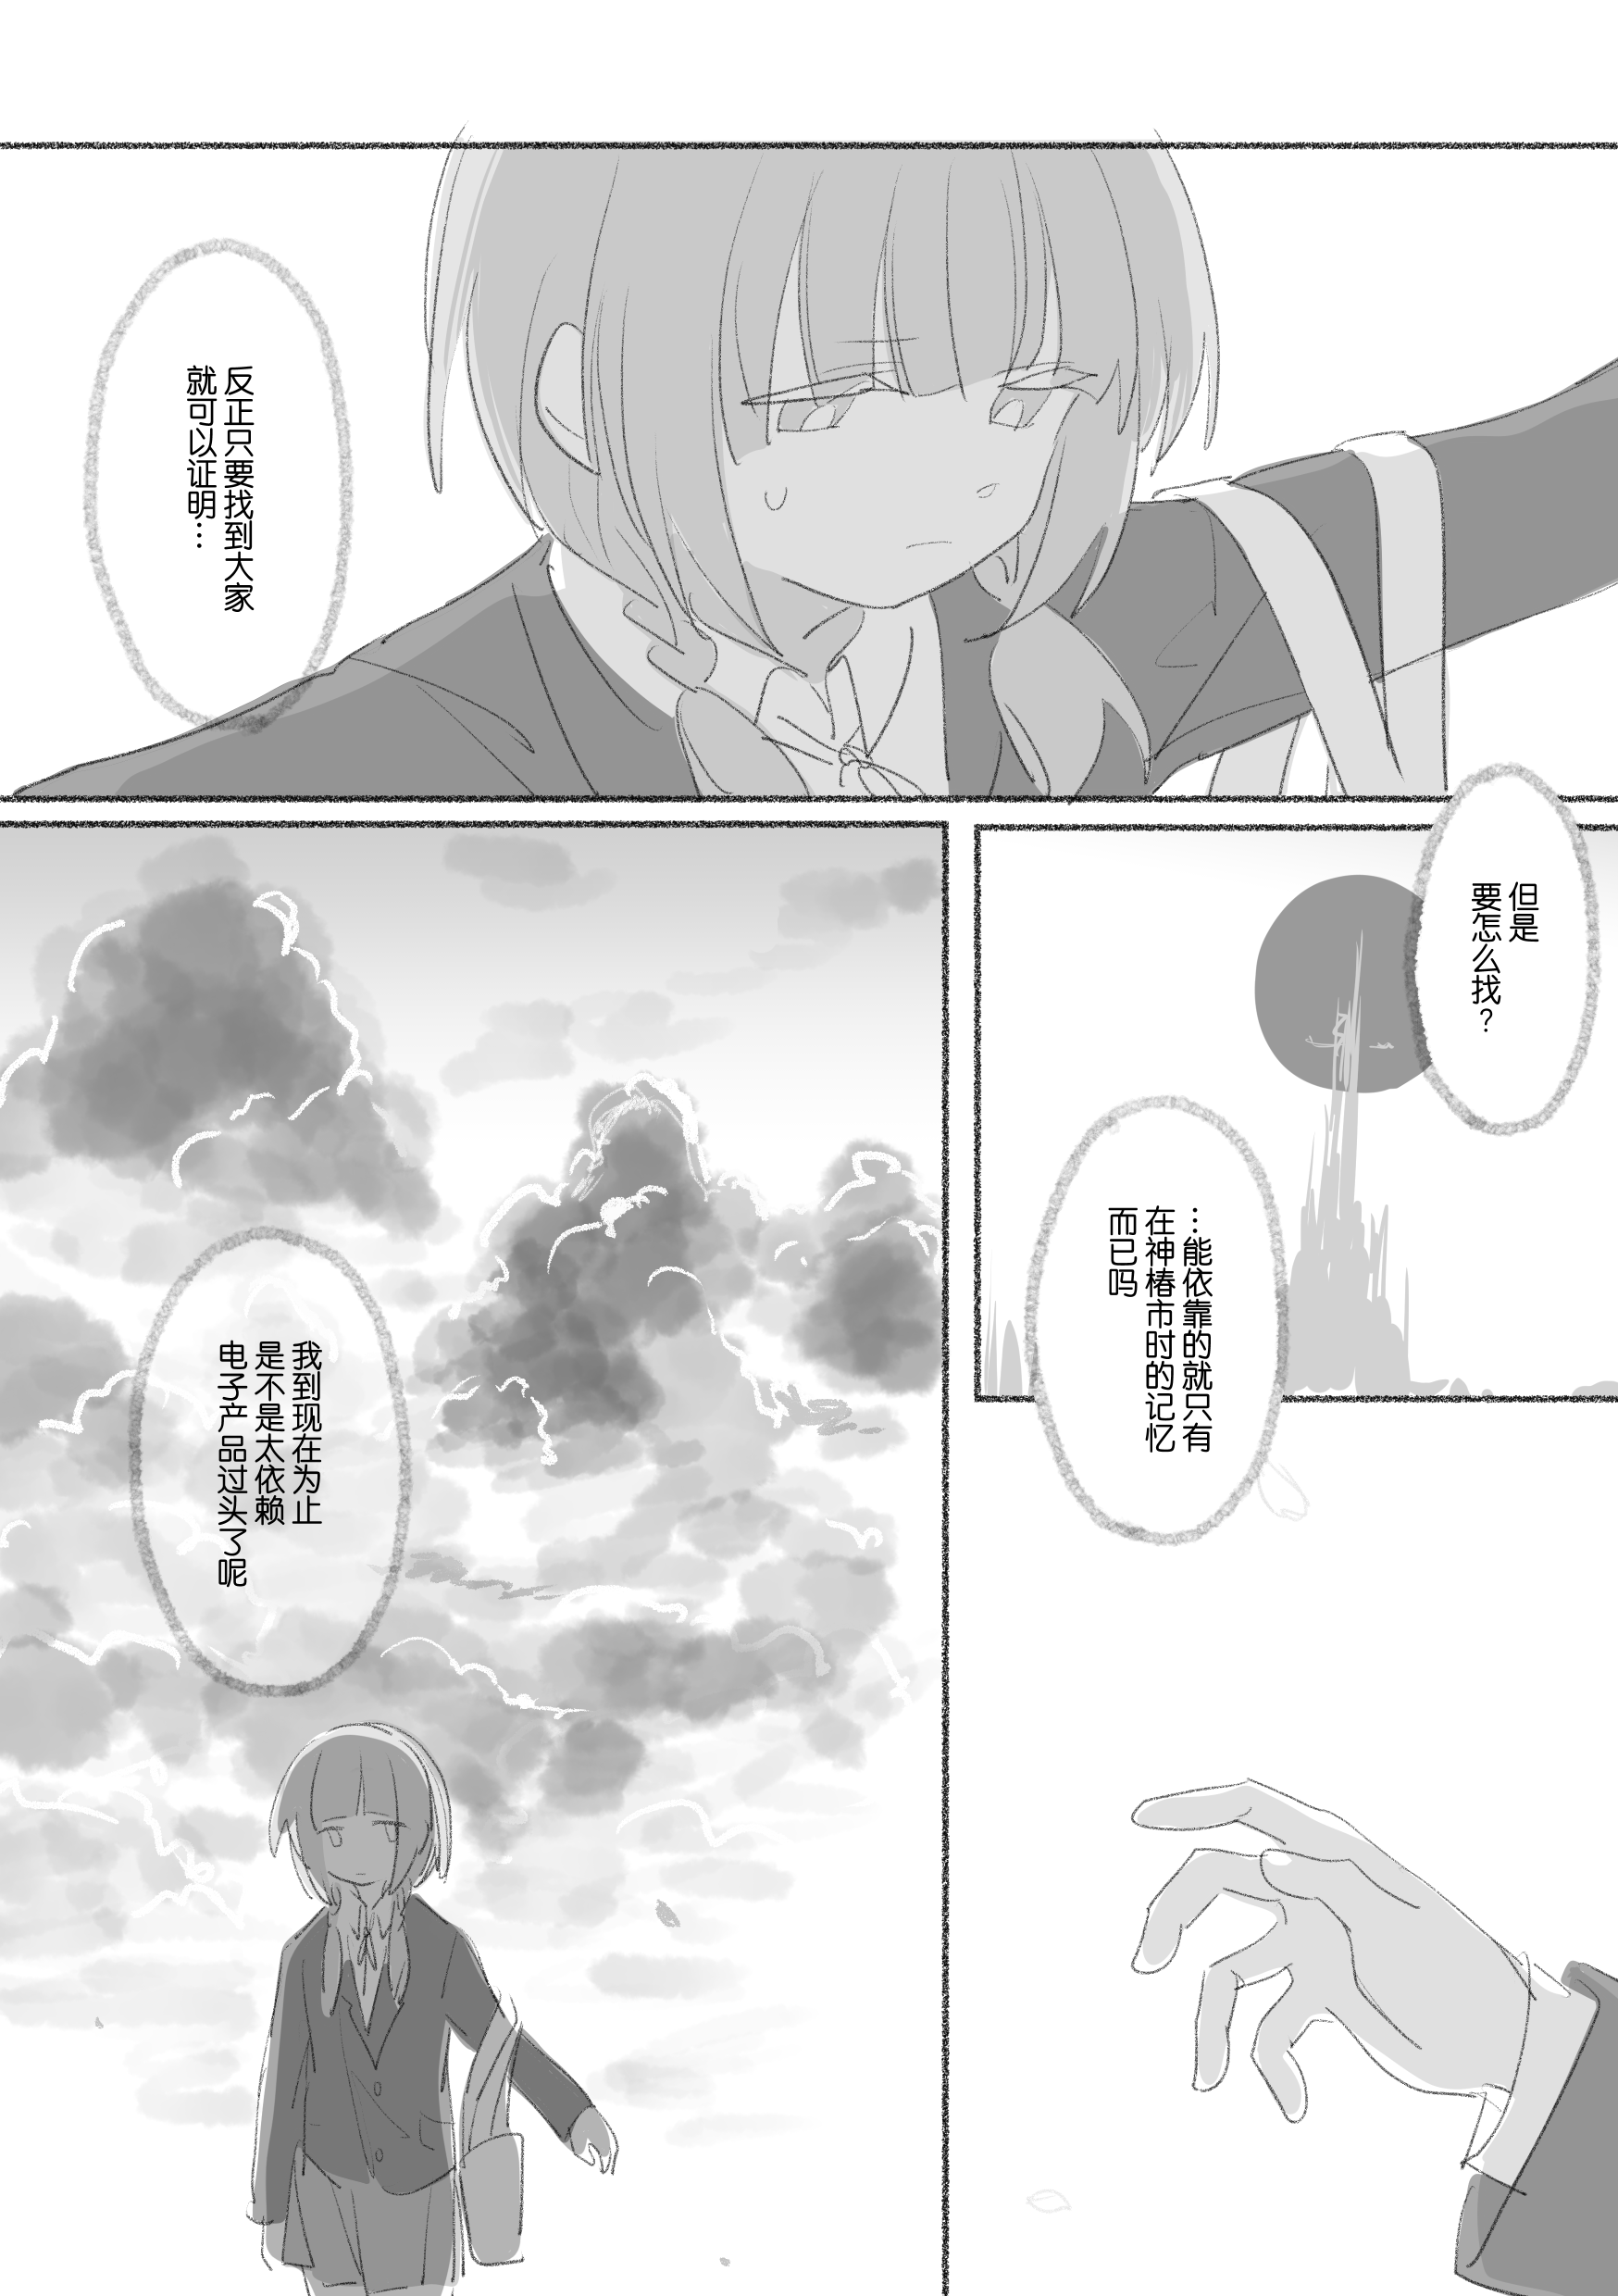 反正只要找到大家
就可以证明…
但是
要怎么找？
…能依靠的就只有
在神椿市时的记忆
而已吗
我到现在为止
是不是太依赖
电子产品过头了呢